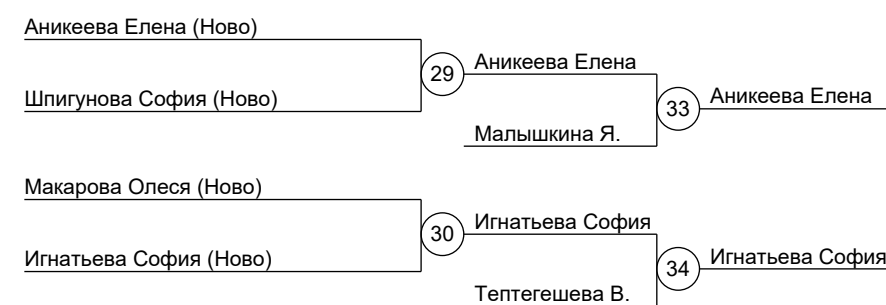 Аникеева Елена (Ново)
29
Аникеева Елена
Шпигунова София (Ново)
33
Аникеева Елена
Малышкина Я.
Макарова Олеся (Ново)
30
Игнатьева София
Игнатьева София (Ново)
34
Игнатьева София
Тептегешева В.